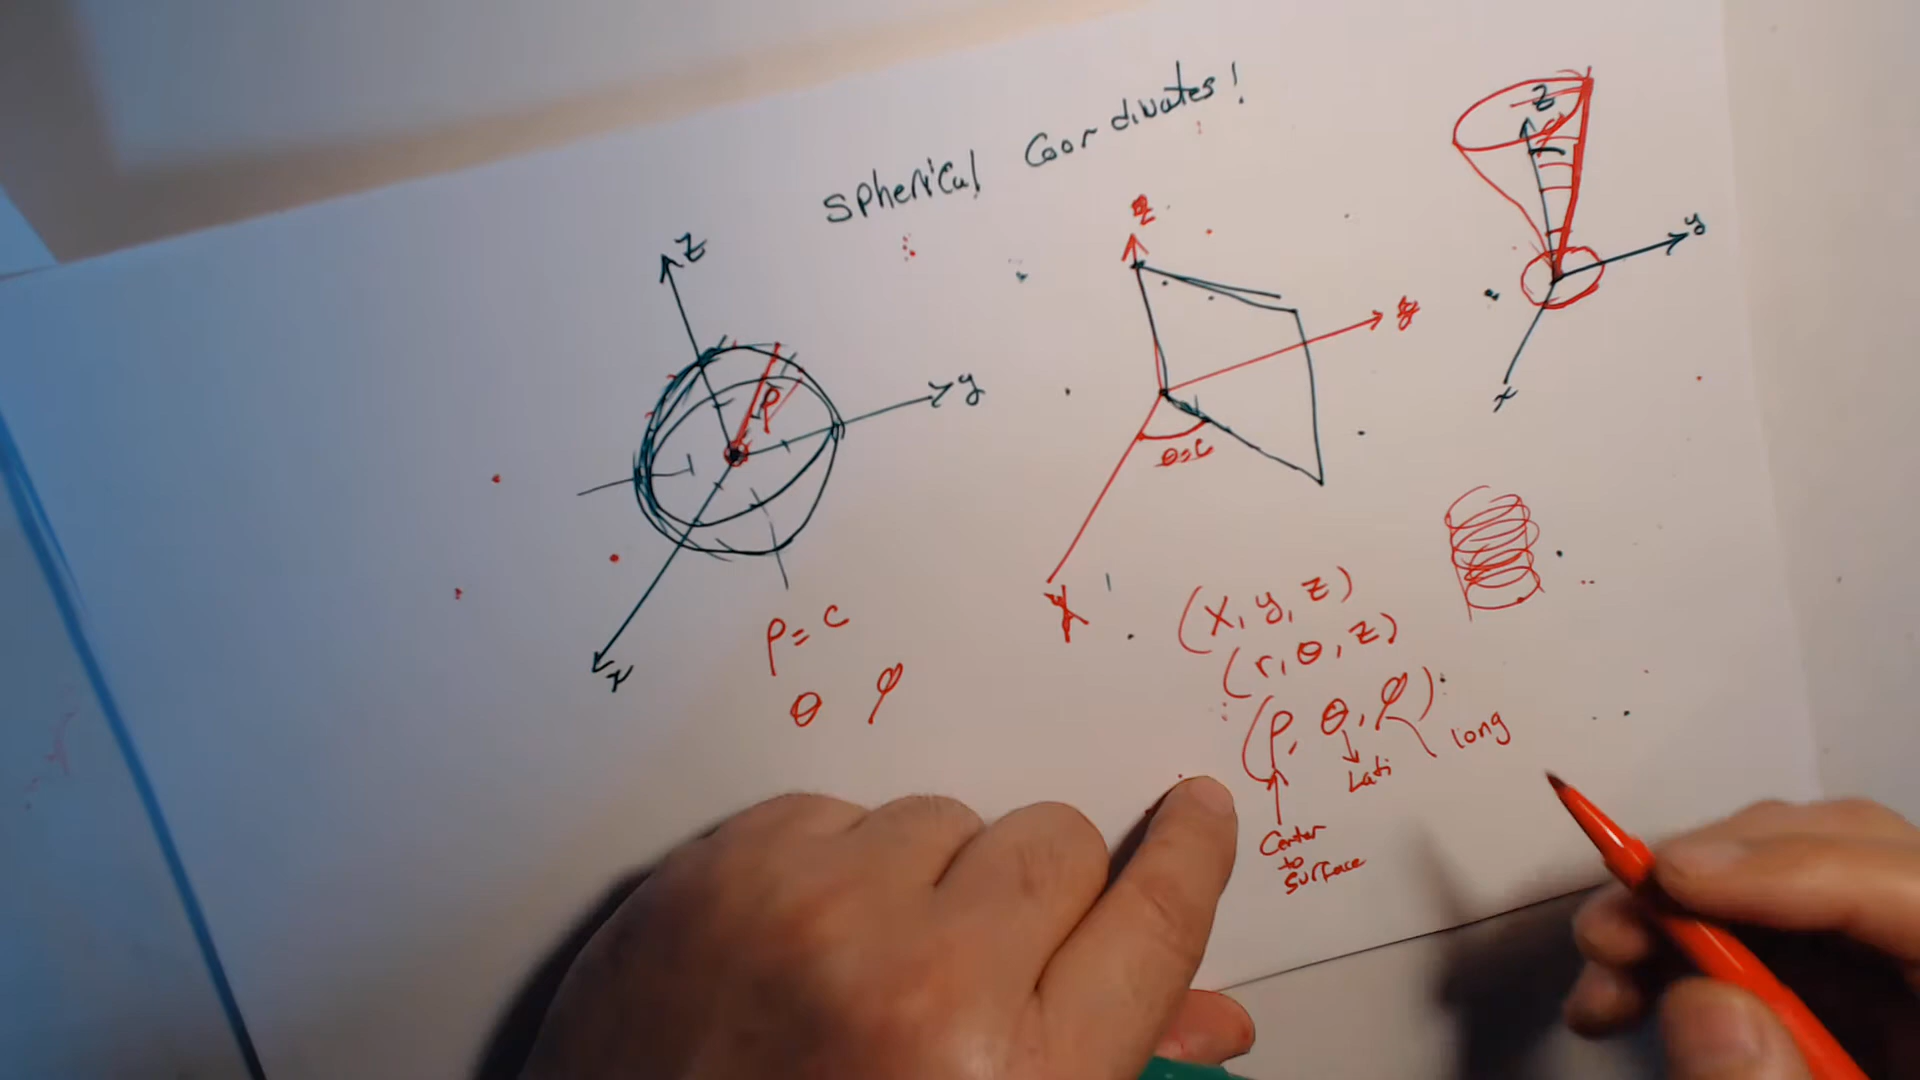 Spherical Coordinates!
z
y
x
ρ
ρ = c
θ φ
z
y
x
θ = c
z
y
x
(x, y, z)
(r, θ, z)
(ρ, θ, φ)
Lati
long
Center
to
surface